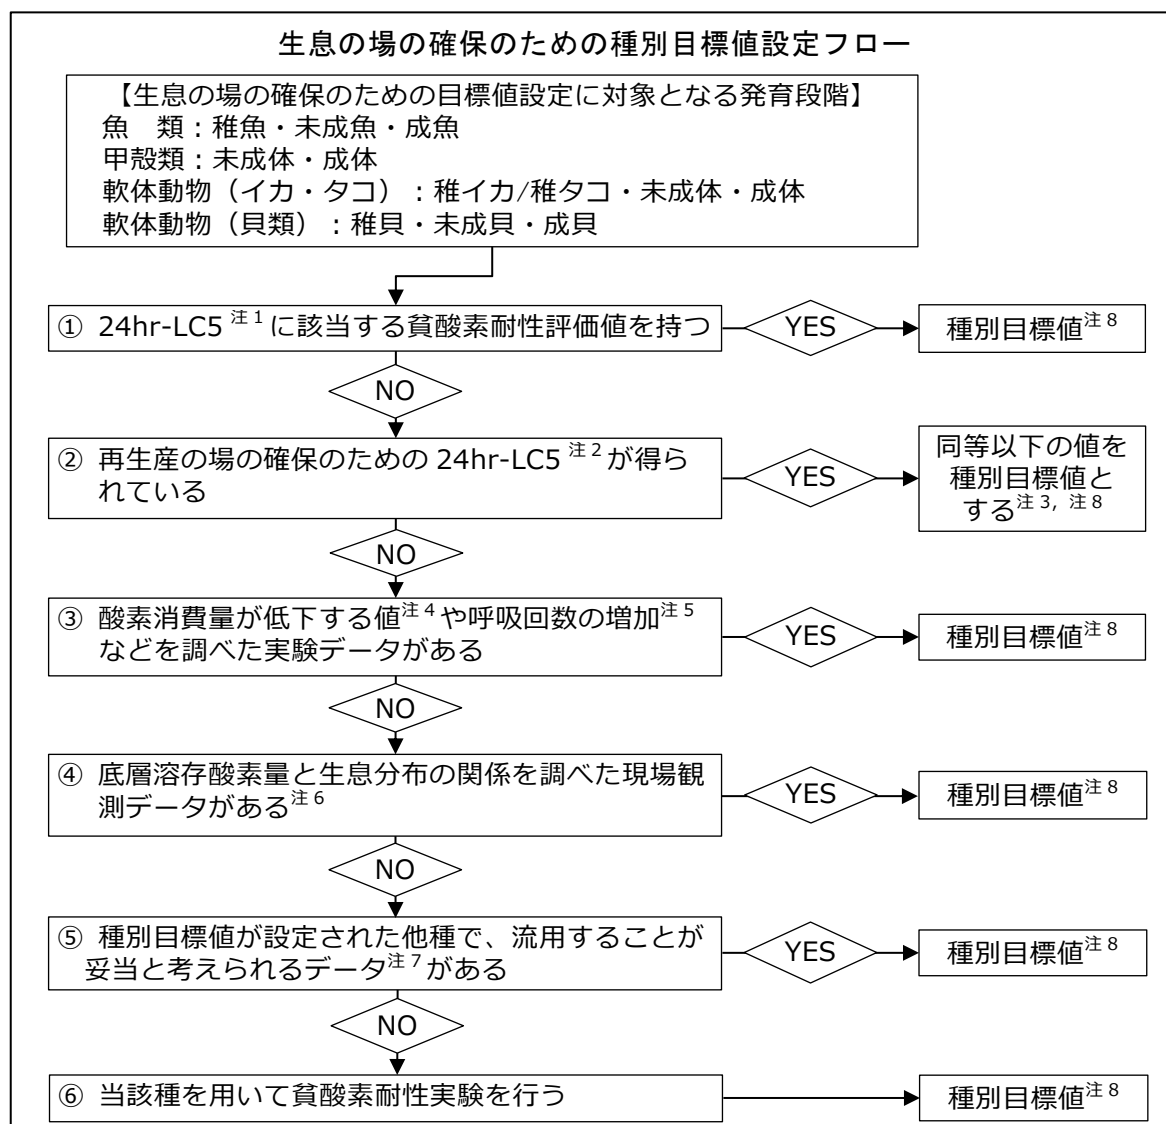 生息の場の確保のための種別目標値設定フロー
【生息の場の確保のための目標値設定に対象となる発育段階】
魚　類：稚魚・未成魚・成魚
甲殻類：未成体・成体
軟体動物（イカ・タコ）：稚イカ/稚タコ・未成体・成体
軟体動物（貝類）：稚貝・未成貝・成貝
① 24hr-LC5 注1 に該当する貧酸素耐性評価値を持つ
YES
種別目標値注8
NO
② 再生産の場の確保のための 24hr-LC5 注2 が得ら
れている
YES
同等以下の値を
種別目標値と
する注3, 注8
NO
③ 酸素消費量が低下する値注4や呼吸回数の増加注5
などを調べた実験データがある
YES
種別目標値注8
NO
④ 底層溶存酸素量と生息分布の関係を調べた現場観
測データがある注6
YES
種別目標値注8
NO
⑤ 種別目標値が設定された他種で、流用することが
妥当と考えられるデータ注7がある
YES
種別目標値注8
NO
⑥ 当該種を用いて貧酸素耐性実験を行う
種別目標値注8